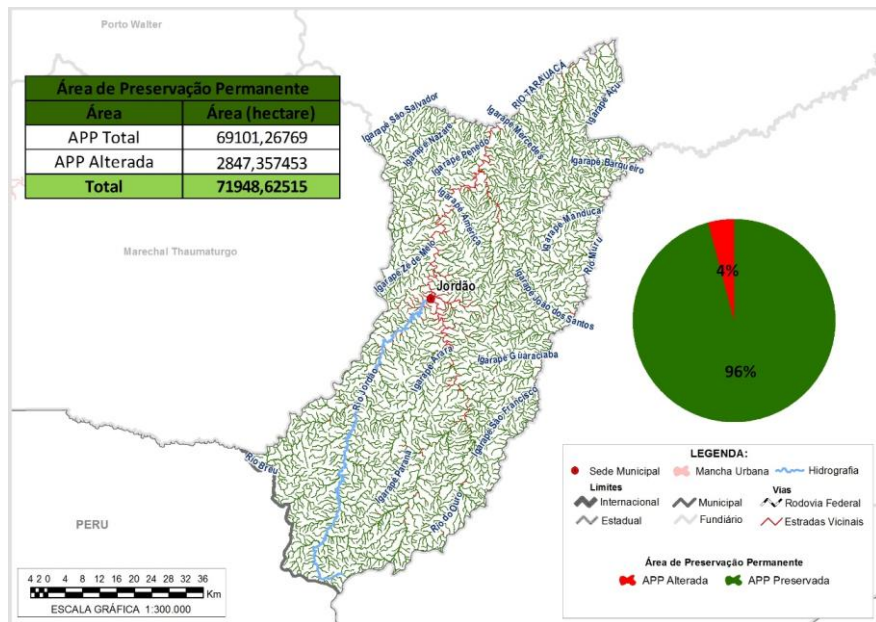 Porto Walter
Área de Preservação Permanente
Área Área (hectare)
APP Total 69101,26769
APP Alterada 2847,357453
Total 71948,62515
Marechal Thaumaturgo
PERU
RIO-TARAUACÁ
Igarapé Açu
Igarapé São Salvador
Igarapé Nazaré
Igarapé Mercedes
Igarapé Penedo
Igarapé Barqueiro
Igarapé América
Igarapé Manduca
Rio Muru
Igarapé Zé de Melo
Jordão
Igarapé João dos Santos
Igarapé Guaraciaba
Igarapé Arara
Rio Jordão
Igarapé São Francisco
Rio Breu
Igarapé Paraná
Rio do Ouro
4%
96%
LEGENDA:
Sede Municipal Mancha Urbana Hidrografia
Limites Vias
Internacional Municipal Rodovia Federal
Estadual Fundiário Estradas Vicinais
Área de Preservação Permanente
APP Alterada APP Preservada
4 2 0 4 8 12 16 20 24 28 32 36
Km
ESCALA GRÁFICA 1:300.000